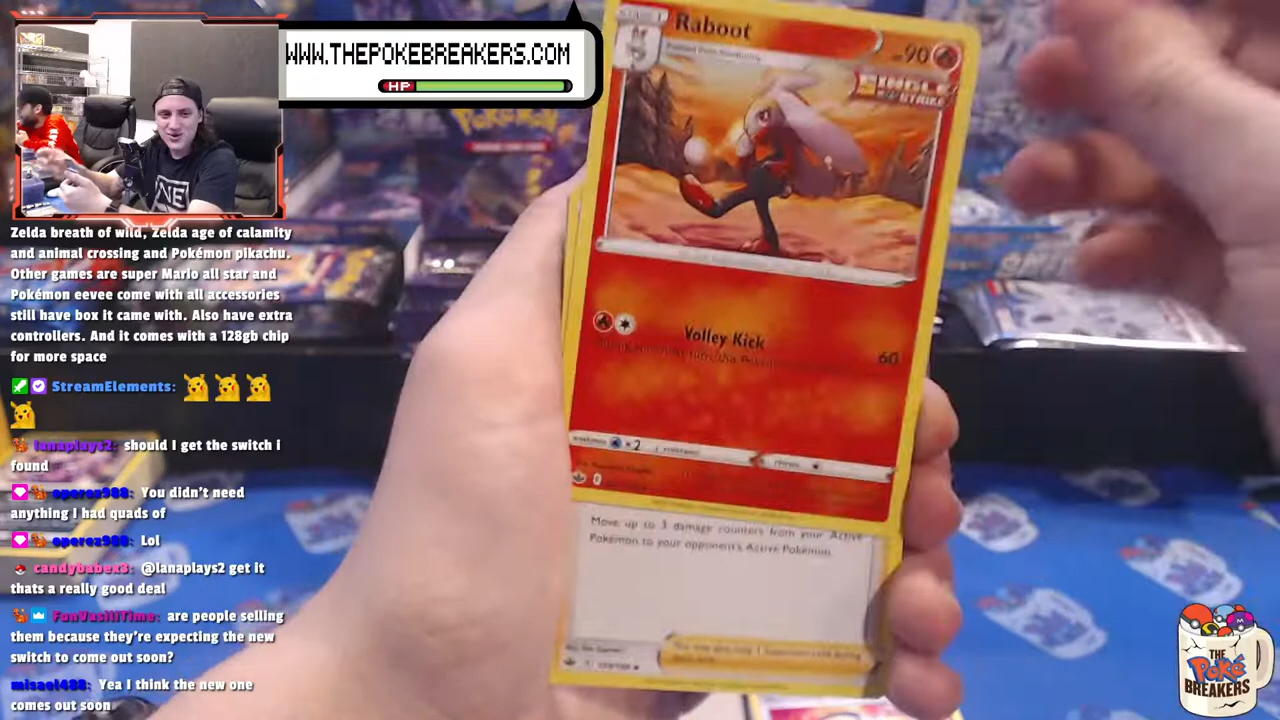 WWW.THEPOKEBREAKERS.COM
HP
Raboot
90
SINGLE
STRIKE
Volley Kick
60
×2
Move up to 3 damage counters from your Active
Pokémon to your opponent's Active Pokémon.
Zelda breath of wild, Zelda age of calamity
and animal crossing and Pokémon pikachu.
Other games are super Mario all star and
Pokémon eevee come with all accessories
still have box it came with. Also have extra
controllers. And it comes with a 128gb chip
for more space
StreamElements:
lanaplays2: should I get the switch i
found
operez988: You didn't need
anything I had quads of
operez988: Lol
candybabex3: @lanaplays2 get it
thats a really good deal
FunVasiliTime: are people selling
them because they're expecting the new
switch to come out soon?
misael488: Yea I think the new one
comes out soon
THE
Poké
BREAKERS